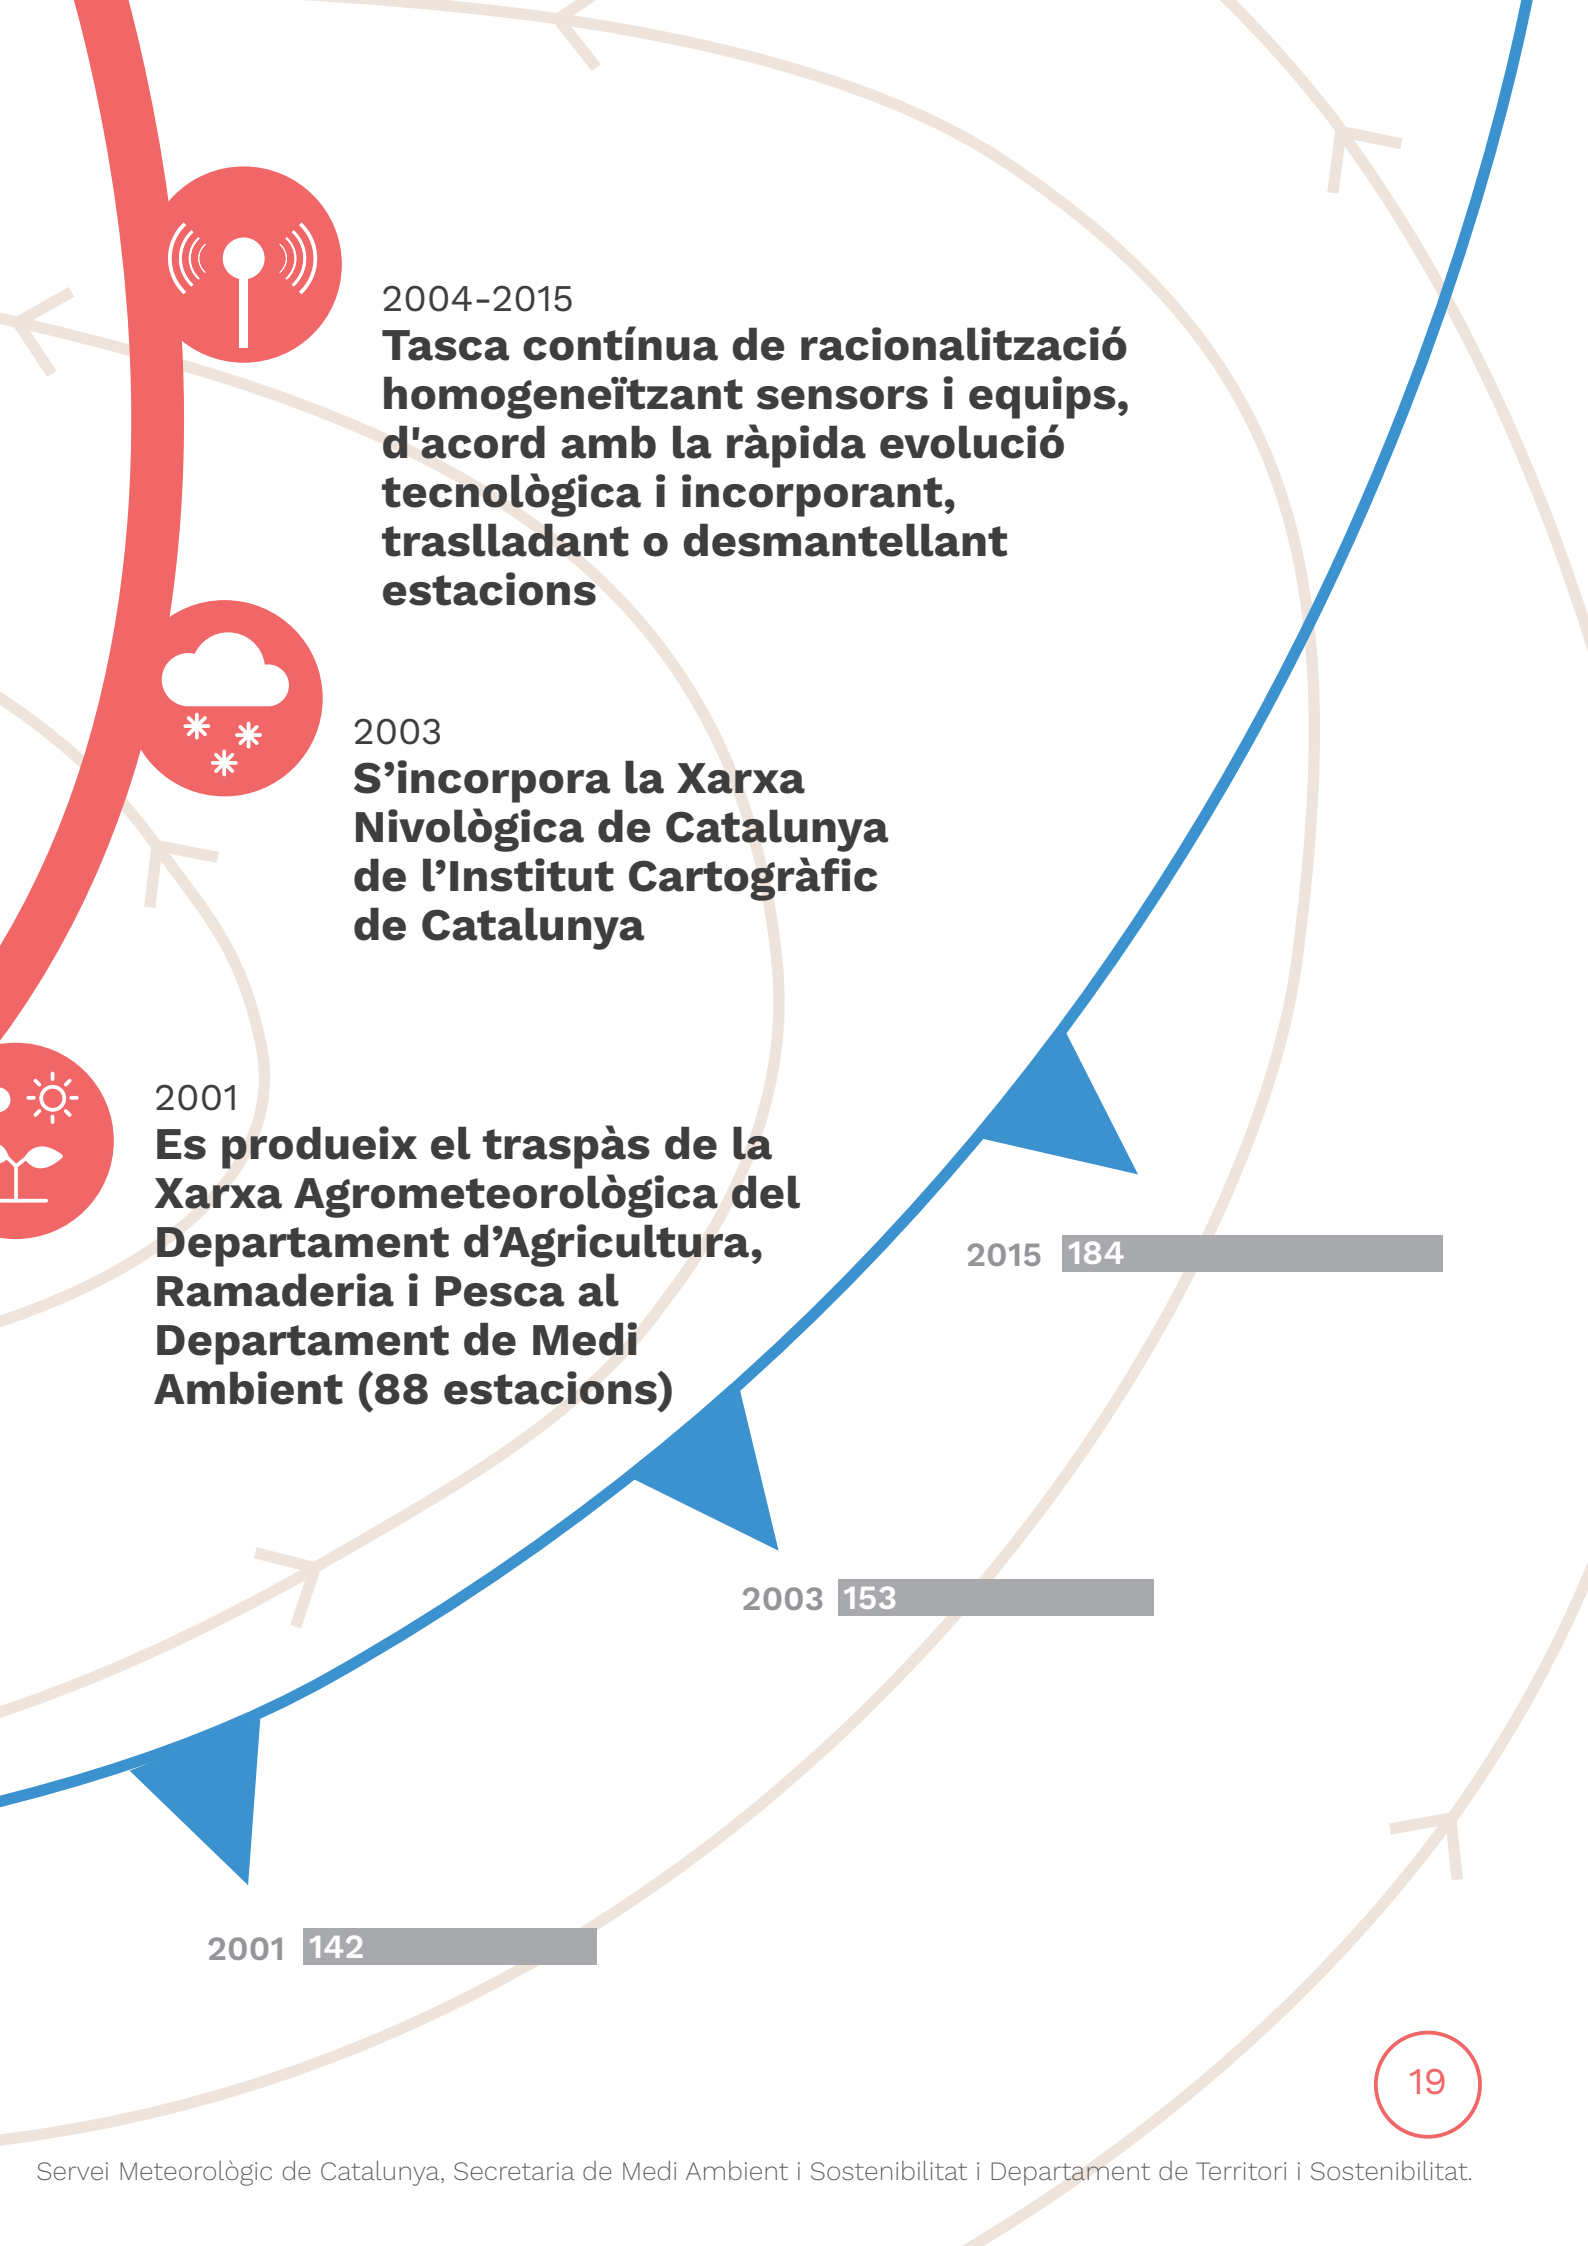 2004-2015
Tasca contínua de racionalització
homogeneïtzant sensors i equips,
d'acord amb la ràpida evolució
tecnològica i incorporant,
traslladant o desmantellant
estacions
2003
S’incorpora la Xarxa
Nivològica de Catalunya
de l’Institut Cartogràfic
de Catalunya
2001
Es produeix el traspàs de la
Xarxa Agrometeorològica del
Departament d’Agricultura,
Ramaderia i Pesca al
Departament de Medi
Ambient (88 estacions)
2015 184
2003 153
2001 142
19
Servei Meteorològic de Catalunya, Secretaria de Medi Ambient i Sostenibilitat i Departament de Territori i Sostenibilitat.